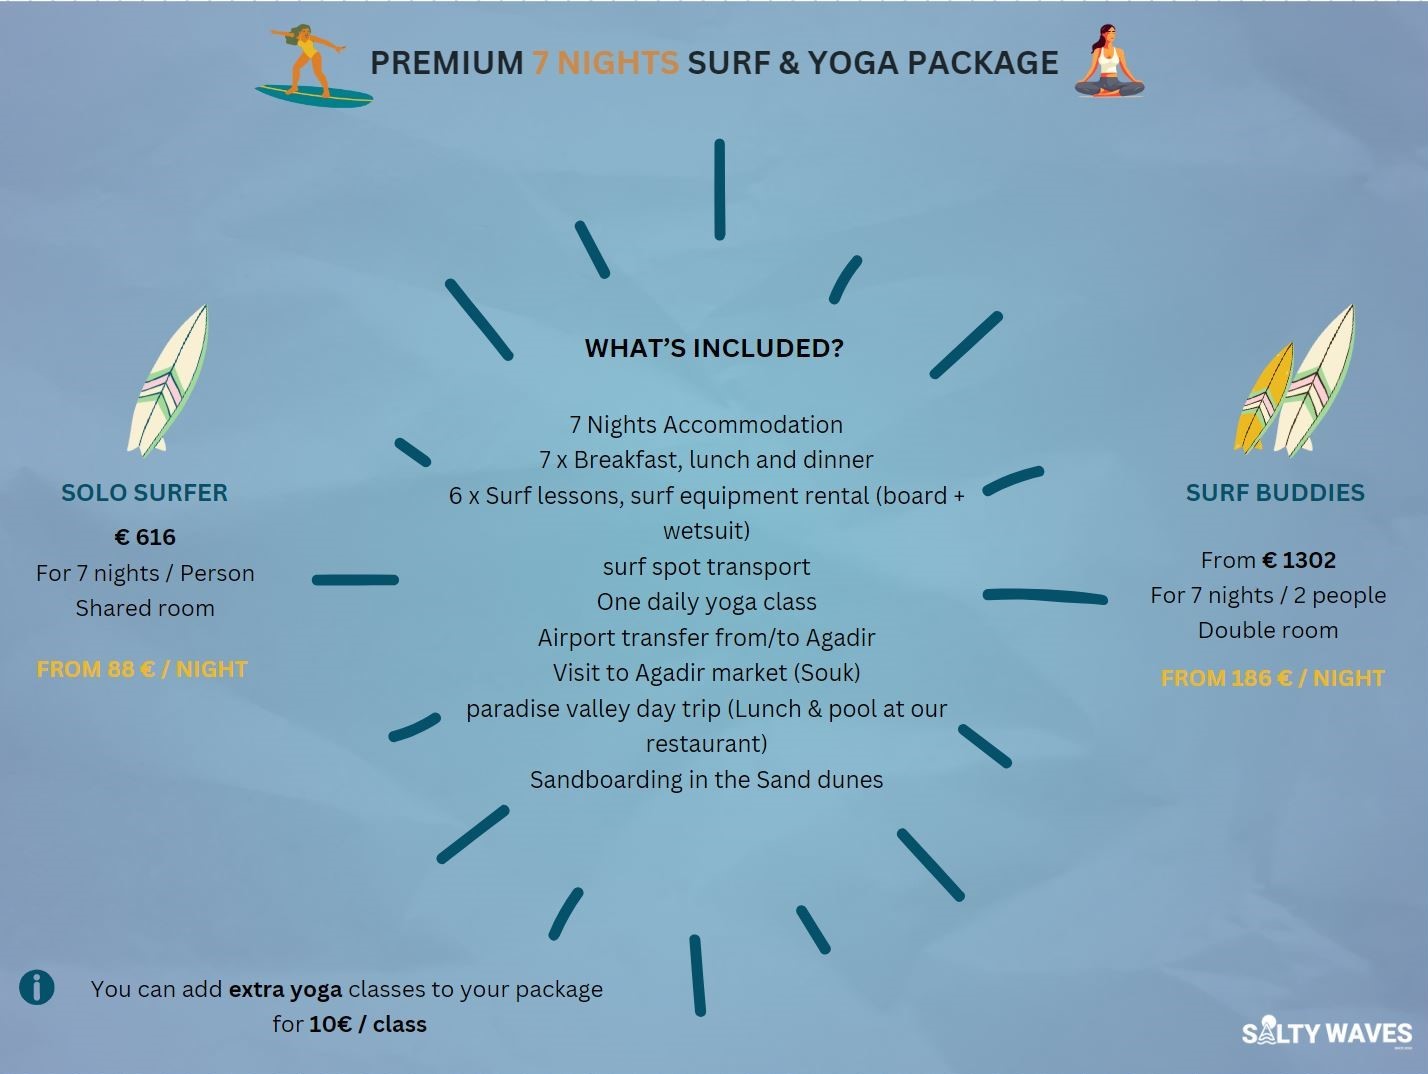 PREMIUM 7 NIGHTS SURF & YOGA PACKAGE
WHAT'S INCLUDED?
7 Nights Accommodation
7 x Breakfast, lunch and dinner
6 x Surf lessons, surf equipment rental (board +
wetsuit)
surf spot transport
One daily yoga class
Airport transfer from/to Agadir
Visit to Agadir market (Souk)
paradise valley day trip (Lunch & pool at our
restaurant)
Sandboarding in the Sand dunes
SOLO SURFER
€ 616
For 7 nights / Person
Shared room
FROM 88 € / NIGHT
SURF BUDDIES
From € 1302
For 7 nights / 2 people
Double room
FROM 186 € / NIGHT
You can add extra yoga classes to your package
for 10€ / class
SALTY WAVES